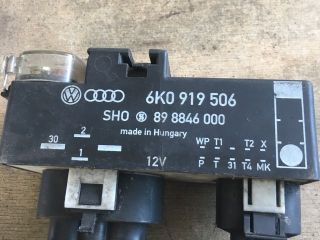 6K0 919 506
SHO 89 8846 000
made in Hungary
WP T1 T2 X
30 2
1 12V P T 31 T4 MK